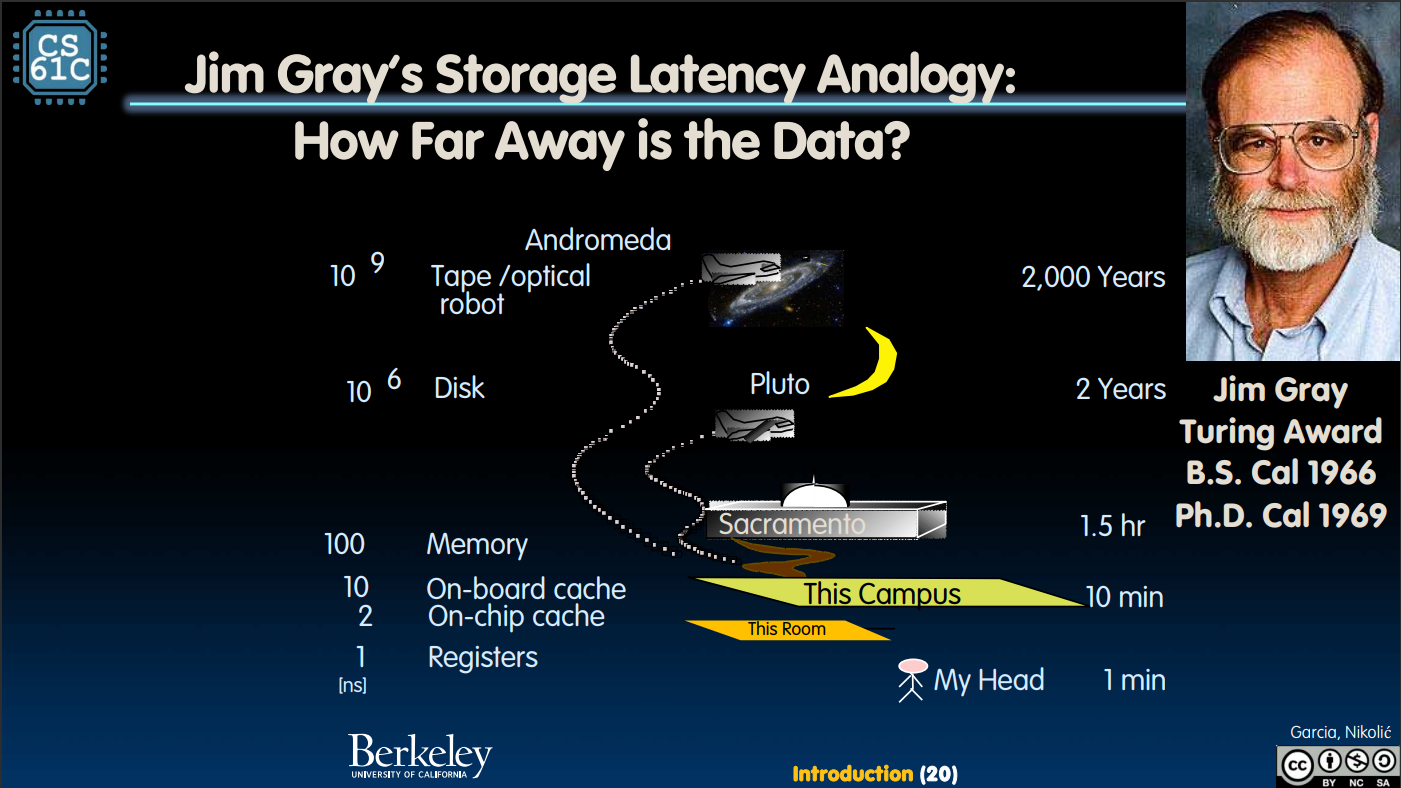 CS
61C
Jim Gray's Storage Latency Analogy:
How Far Away is the Data?
Andromeda
10 9 Tape /optical robot 2,000 Years
10 6 Disk Pluto 2 Years
Jim Gray
Turing Award
B.S. Cal 1966
Ph.D. Cal 1969
Sacramento 1.5 hr
100 Memory
10 On-board cache This Campus 10 min
2 On-chip cache This Room
1 Registers
[ns]
My Head 1 min
Garcia, Nikolić
Berkeley
UNIVERSITY OF CALIFORNIA
Introduction (20)
cc BY NC SA